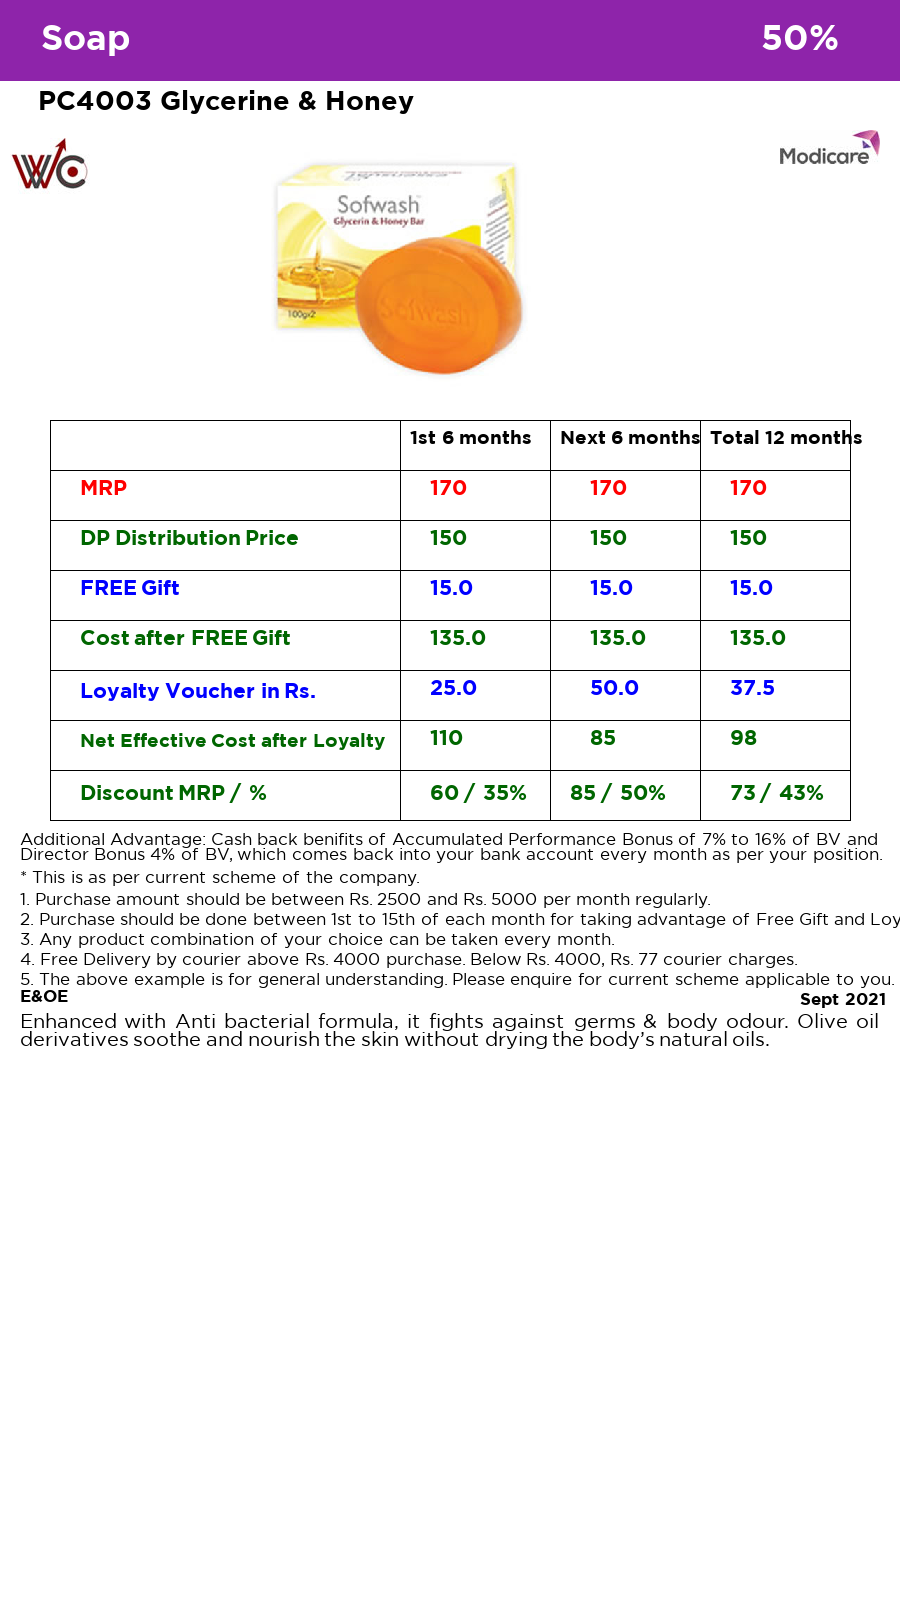 Soap 50%
PC4003 Glycerine & Honey
WC
Modicare
Sofwash
Glycerin & Honey Bar
Sofwash
100gx2
1st 6 months Next 6 months Total 12 months
MRP 170 170 170
DP Distribution Price 150 150 150
FREE Gift 15.0 15.0 15.0
Cost after FREE Gift 135.0 135.0 135.0
Loyalty Voucher in Rs. 25.0 50.0 37.5
Net Effective Cost after Loyalty 110 85 98
Discount MRP / % 60 / 35% 85 / 50% 73 / 43%
Additional Advantage: Cash back benifits of Accumulated Performance Bonus of 7% to 16% of BV and
Director Bonus 4% of BV, which comes back into your bank account every month as per your position.
* This is as per current scheme of the company.
1. Purchase amount should be between Rs. 2500 and Rs. 5000 per month regularly.
2. Purchase should be done between 1st to 15th of each month for taking advantage of Free Gift and Loy
3. Any product combination of your choice can be taken every month.
4. Free Delivery by courier above Rs. 4000 purchase. Below Rs. 4000, Rs. 77 courier charges.
5. The above example is for general understanding. Please enquire for current scheme applicable to you.
E&OE Sept 2021
Enhanced with Anti bacterial formula, it fights against germs & body odour. Olive oil
derivatives soothe and nourish the skin without drying the body's natural oils.